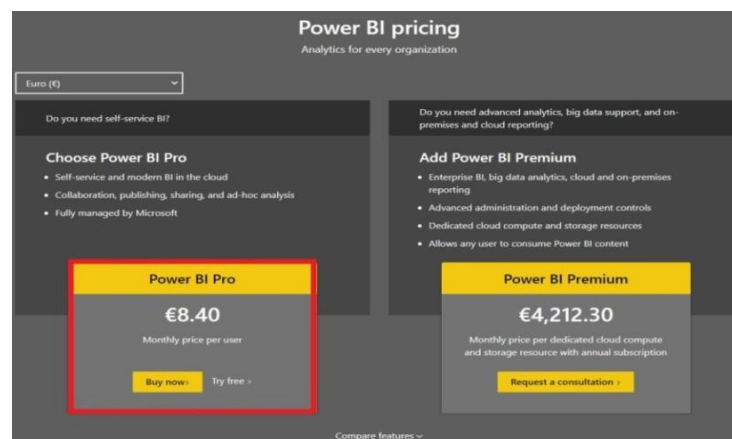 Power BI pricing
Analytics for every organization
Euro (€)
Do you need self-service BI?
Choose Power BI Pro
• Self-service and modern BI in the cloud
• Collaboration, publishing, sharing, and ad-hoc analysis
• Fully managed by Microsoft
Power BI Pro
€8.40
Monthly price per user
Buy now›
Try free ›
Do you need advanced analytics, big data support, and on-
premises and cloud reporting?
Add Power BI Premium
• Enterprise BI, big data analytics, cloud and on-premises
reporting
• Advanced administration and deployment controls
• Dedicated cloud compute and storage resources
• Allows any user to consume Power BI content
Power BI Premium
€4,212.30
Monthly price per dedicated cloud compute
and storage resource with annual subscription
Request a consultation ›
Compare features